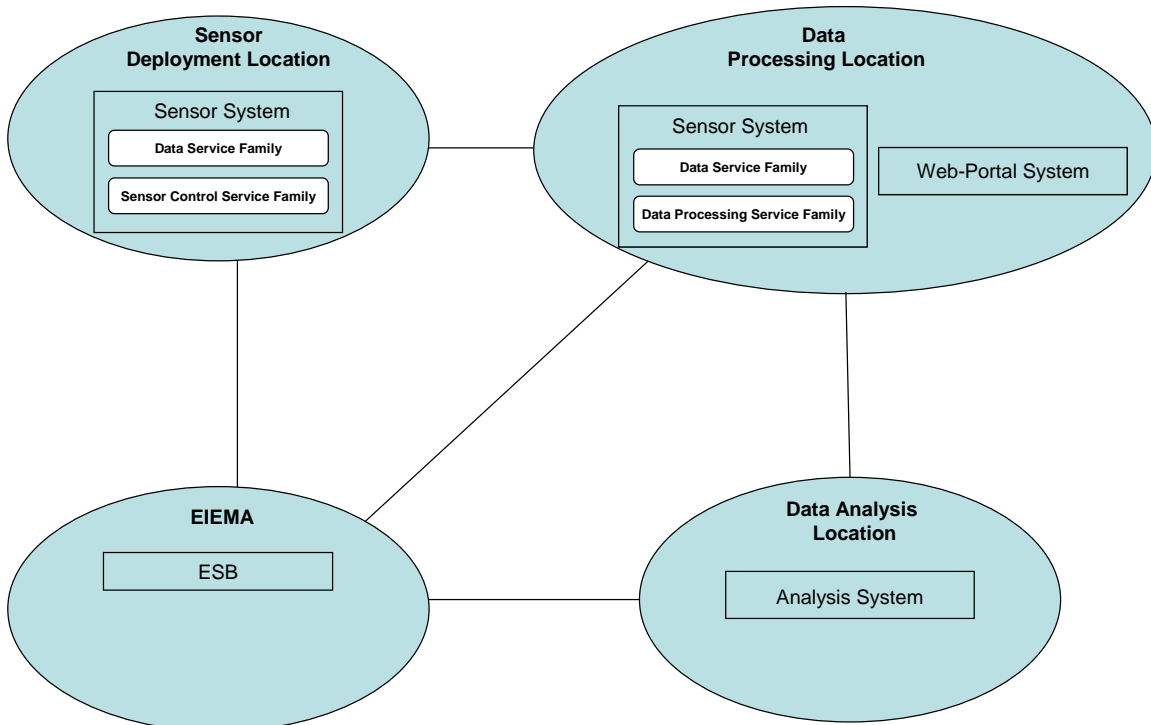 Sensor
Deployment Location
Sensor System
Data Service Family
Sensor Control Service Family
Data
Processing Location
Sensor System
Data Service Family
Data Processing Service Family
Web-Portal System
EIEMA
ESB
Data Analysis
Location
Analysis System